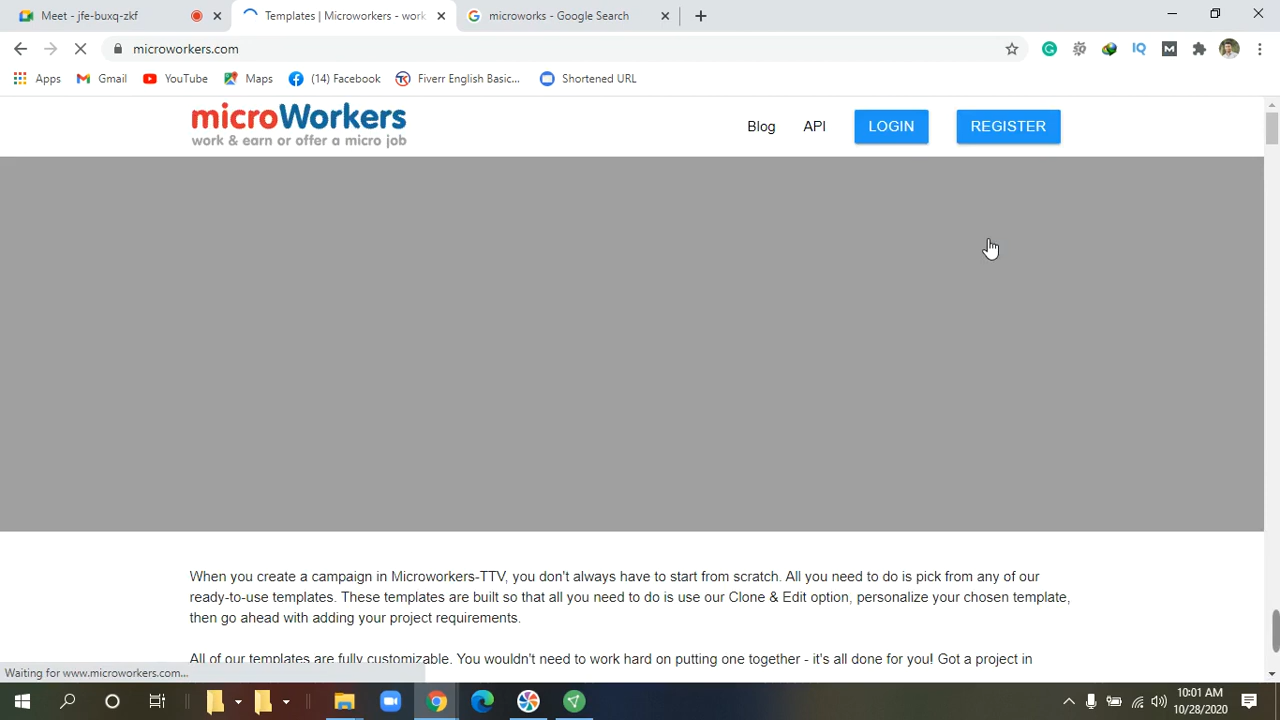 Meet - jfe-buxq-zkf
Templates | Microworkers - work
microworks - Google Search
microworkers.com
Apps
Gmail
YouTube
Maps
(14) Facebook
Fiverr English Basic...
Shortened URL
microWorkers
work & earn or offer a micro job
Blog
API
LOGIN
REGISTER
When you create a campaign in Microworkers-TTV, you don't always have to start from scratch. All you need to do is pick from any of our
ready-to-use templates. These templates are built so that all you need to do is use our Clone & Edit option, personalize your chosen template,
then go ahead with adding your project requirements.
All of our templates are fully customizable. You wouldn't need to work hard on putting one together - it's all done for you! Got a project in
Waiting for www.microworkers.com...
10:01 AM
10/28/2020